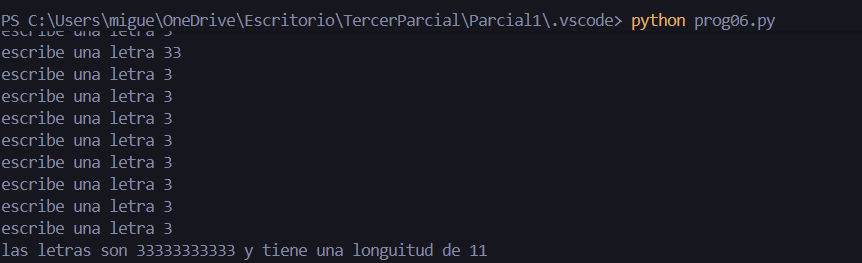 PS C:\Users\migue\OneDrive\Escritorio\TercerParcial\Parcial1\.vscode> python prog06.py
escribe una letra 3
escribe una letra 33
escribe una letra 3
escribe una letra 3
escribe una letra 3
escribe una letra 3
escribe una letra 3
escribe una letra 3
escribe una letra 3
escribe una letra 3
las letras son 33333333333 y tiene una longuitud de 11